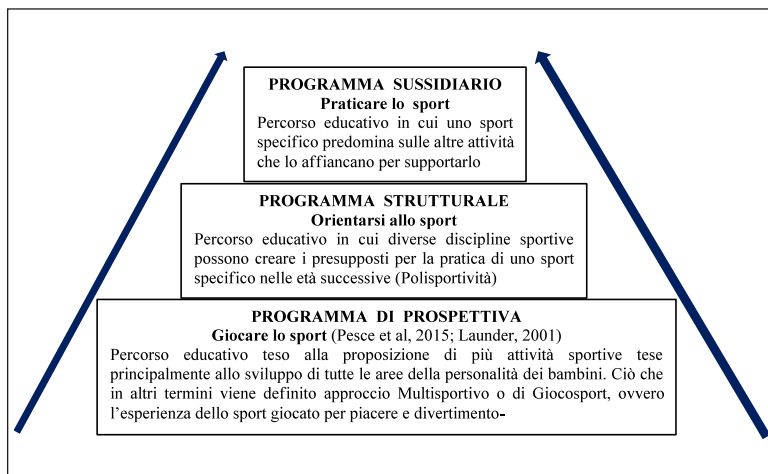 PROGRAMMA SUSSIDIARIO
Praticare lo sport
Percorso educativo in cui uno sport
specifico predomina sulle altre attività
che lo affiancano per supportarlo
PROGRAMMA STRUTTURALE
Orientarsi allo sport
Percorso educativo in cui diverse discipline sportive
possono creare i presupposti per la pratica di uno sport
specifico nelle età successive (Polisportività)
PROGRAMMA DI PROSPETTIVA
Giocare lo sport (Pesce et al, 2015; Launder, 2001)
Percorso educativo teso alla proposizione di più attività sportive tese
principalmente allo sviluppo di tutte le aree della personalità dei bambini. Ciò che
in altri termini viene definito approccio Multisportivo o di Giocosport, ovvero
l’esperienza dello sport giocato per piacere e divertimento-